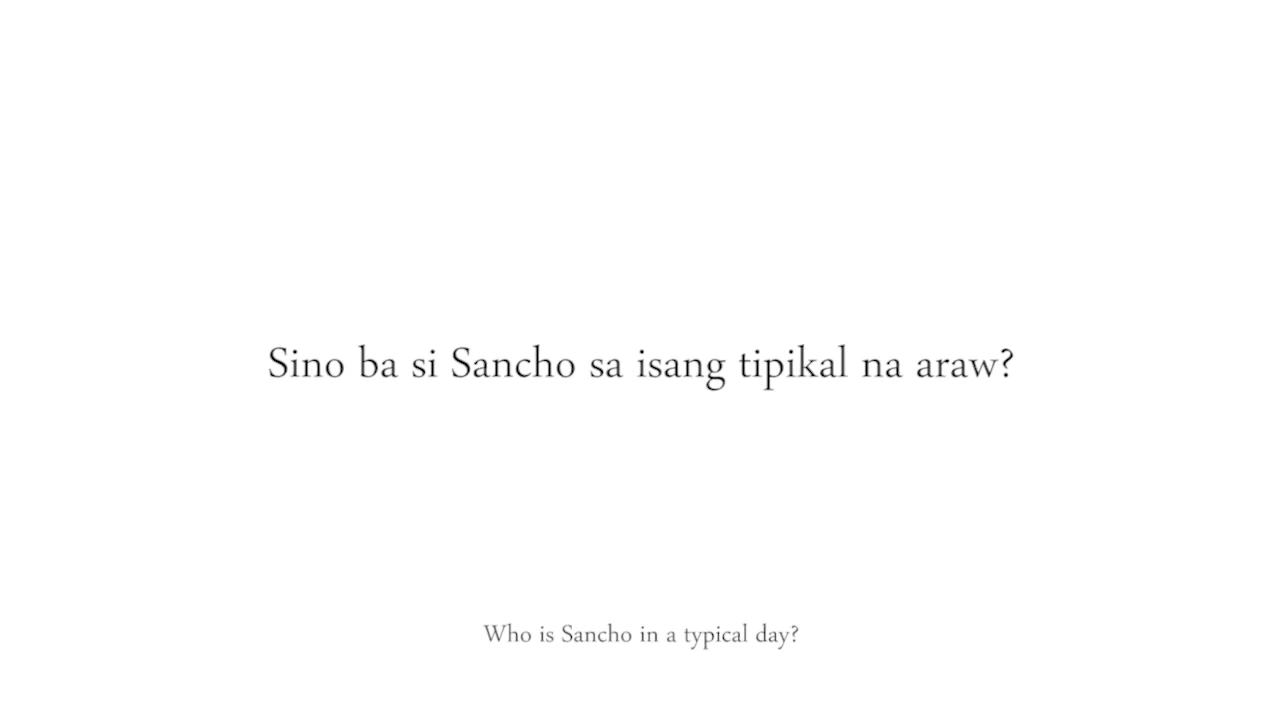 Sino ba si Sancho sa isang tipikal na araw?
Who is Sancho in a typical day?